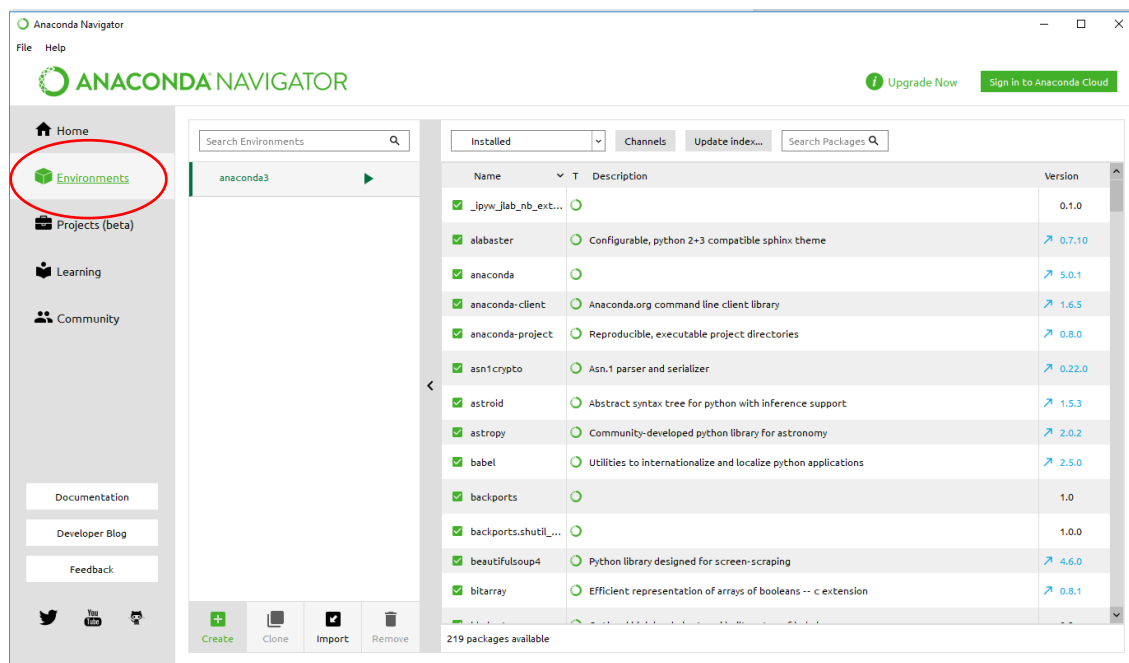 Anaconda Navigator
File Help
ANACONDA NAVIGATOR
Upgrade Now
Sign in to Anaconda Cloud
Home
Environments
Projects (beta)
Learning
Community
Documentation
Developer Blog
Feedback
You Tube
Search Environments
anaconda3
Create Clone Import Remove
Installed Channels Update index... Search Packages
Name T Description Version
_ipyw_jlab_nb_ext... 0.1.0
alabaster Configurable, python 2+3 compatible sphinx theme 0.7.10
anaconda 5.0.1
anaconda-client Anaconda.org command line client library 1.6.5
anaconda-project Reproducible, executable project directories 0.8.0
asn1crypto Asn.1 parser and serializer 0.22.0
astroid Abstract syntax tree for python with inference support 1.5.3
astropy Community-developed python library for astronomy 2.0.2
babel Utilities to internationalize and localize python applications 2.5.0
backports 1.0
backports.shutil_... 1.0.0
beautifulsoup4 Python library designed for screen-scraping 4.6.0
bitarray Efficient representation of arrays of booleans -- c extension 0.8.1
219 packages available